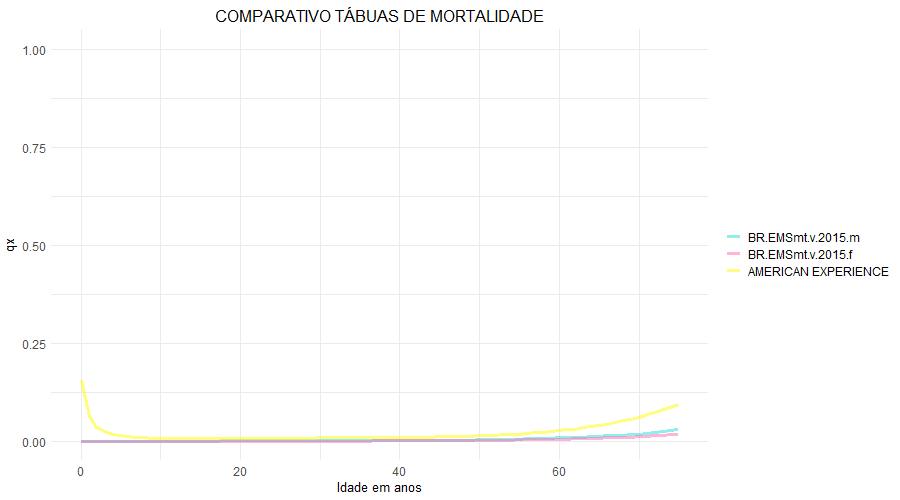 COMPARATIVO TÁBUAS DE MORTALIDADE
1.00
0.75
0.50
0.25
0.00
qx
0 20 40 60
Idade em anos
BR.EMSmt.v.2015.m
BR.EMSmt.v.2015.f
AMERICAN EXPERIENCE